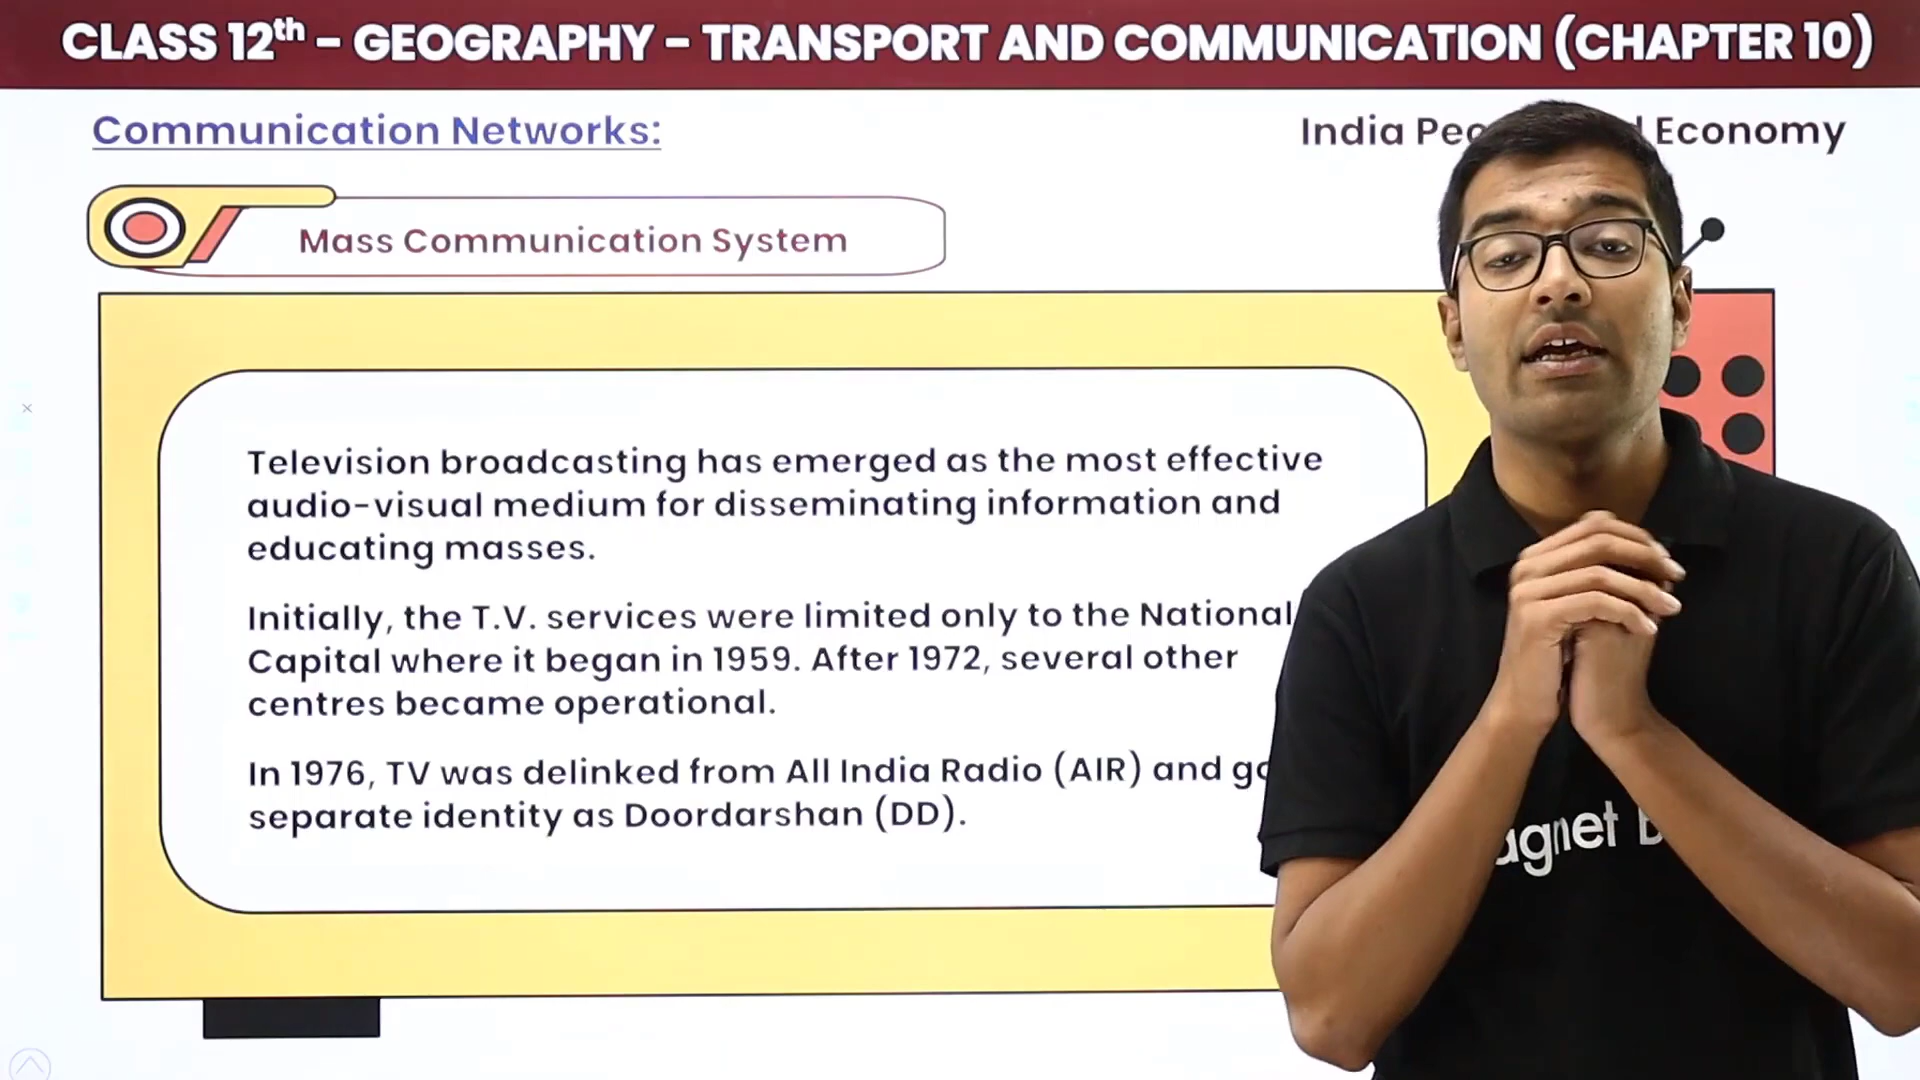 CLASS 12th - GEOGRAPHY - TRANSPORT AND COMMUNICATION (CHAPTER 10)
Communication Networks:
India Economy
Mass Communication System
Television broadcasting has emerged as the most effective
audio-visual medium for disseminating information and
educating masses.
Initially, the T.V. services were limited only to the National
Capital where it began in 1959. After 1972, several other
centres became operational.
In 1976, TV was delinked from All India Radio (AIR) and
separate identity as Doordarshan (DD).